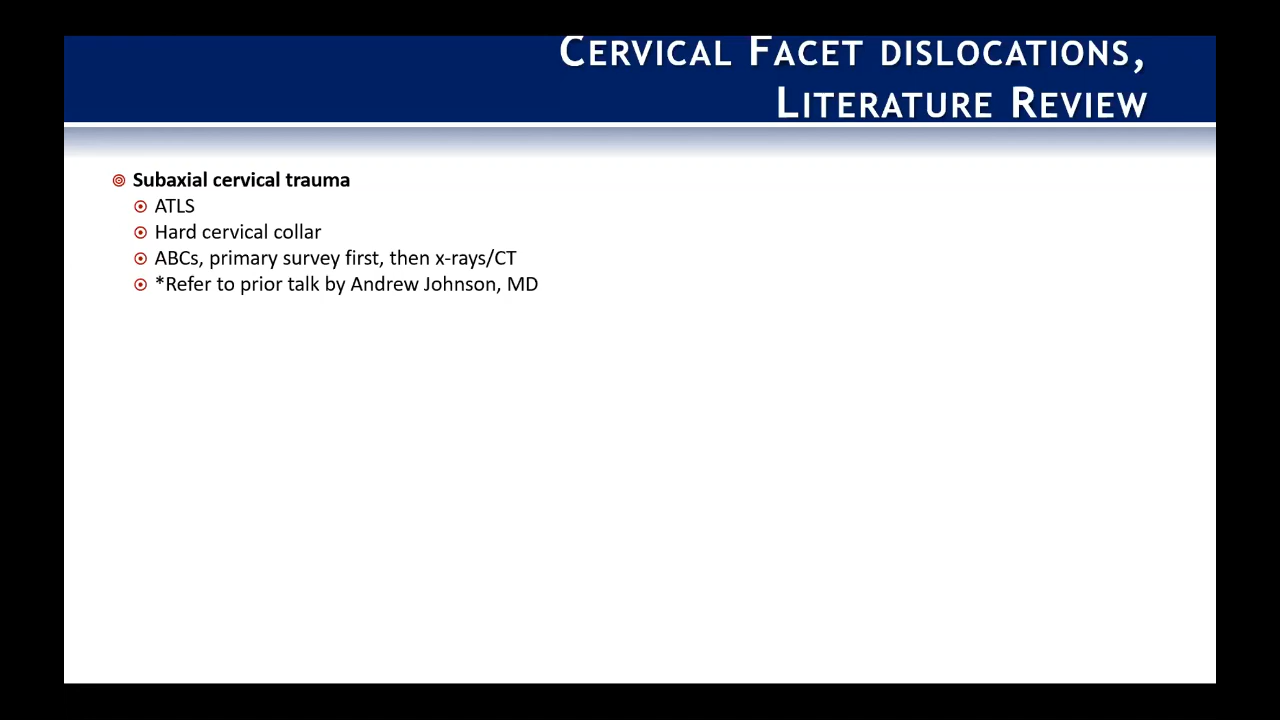 Cervical Facet dislocations,
Literature Review
Subaxial cervical trauma
ATLS
Hard cervical collar
ABCs, primary survey first, then x-rays/CT
*Refer to prior talk by Andrew Johnson, MD